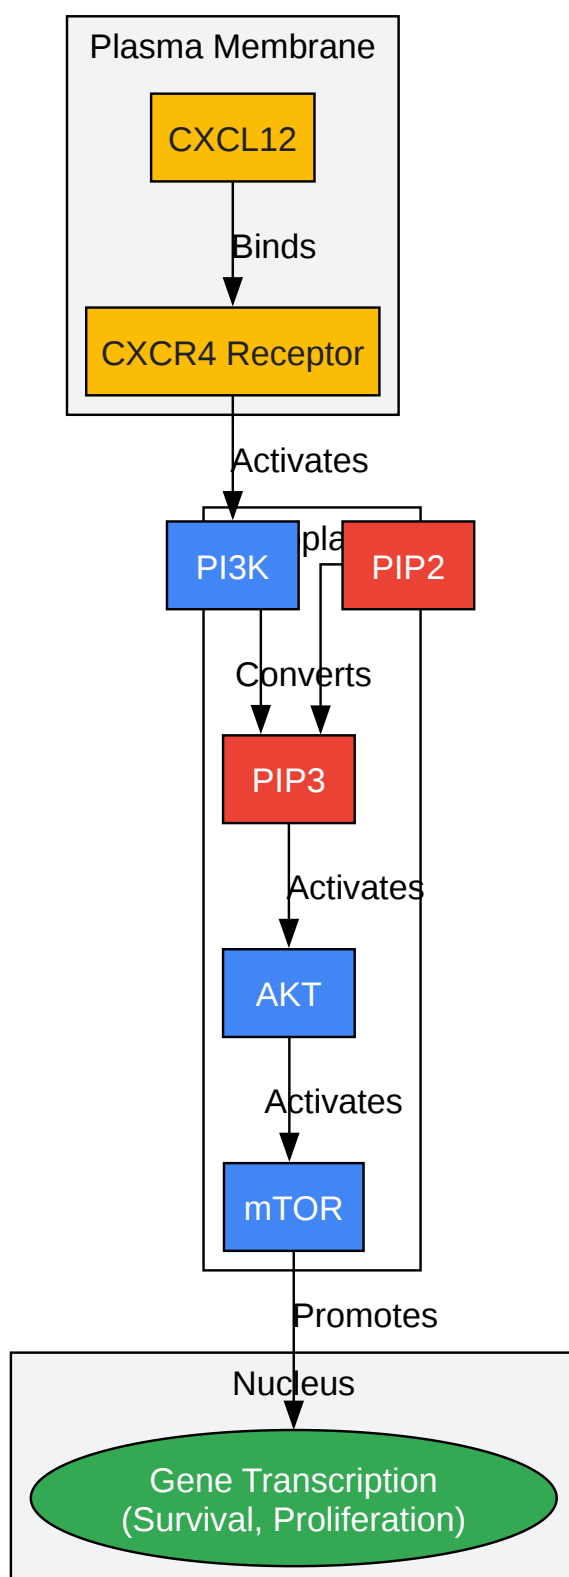 Plasma Membrane
CXCL12
Binds
CXCR4 Receptor
Activates
PI3K
PIP2
Converts
PIP3
Activates
AKT
Activates
mTOR
Promotes
Nucleus
Gene Transcription
(Survival, Proliferation)